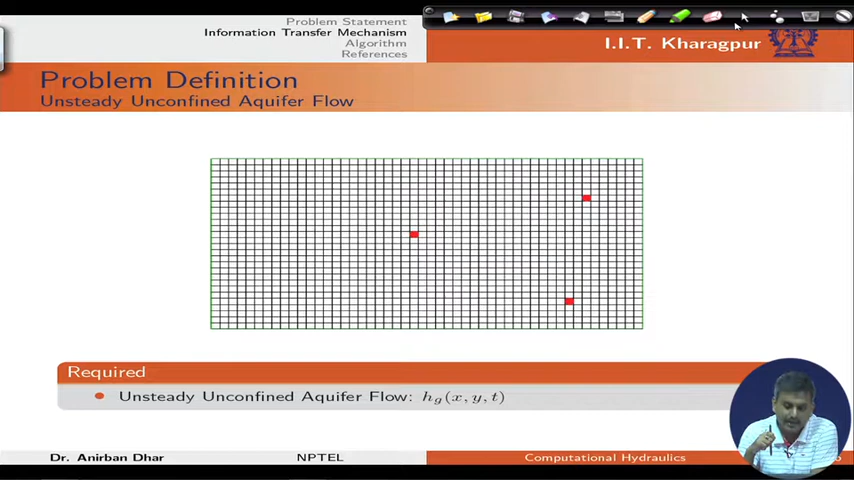 Problem Statement
Information Transfer Mechanism
Algorithm
References
I.I.T. Kharagpur
Problem Definition
Unsteady Unconfined Aquifer Flow
Required
Unsteady Unconfined Aquifer Flow: h_g(x, y, t)
Dr. Anirban Dhar
NPTEL
Computational Hydraulics